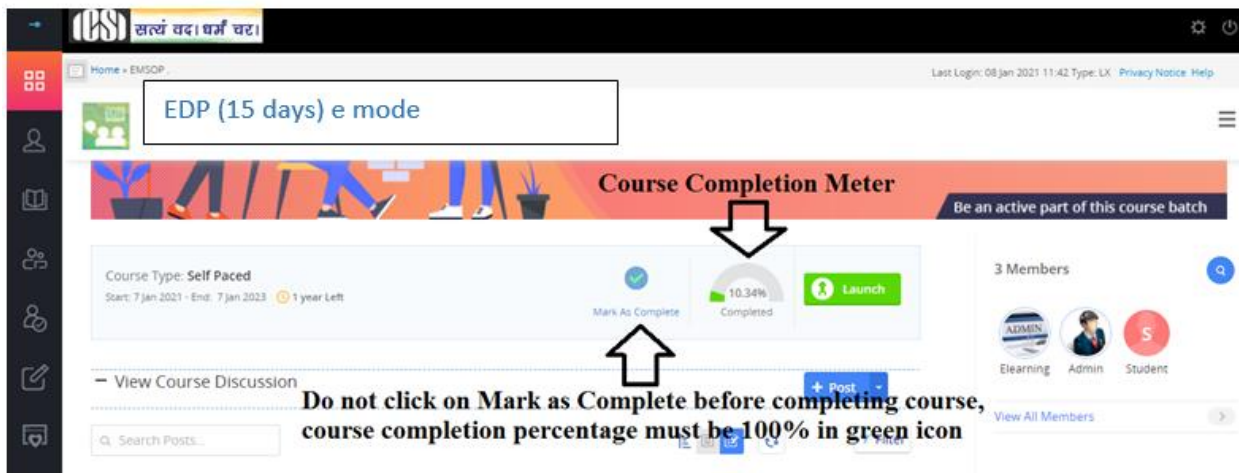 ICSI सत्यं वद। धर्मं चर।
Home » EMSOP .
Last Login: 08 Jan 2021 11:42 Type: LX Privacy Notice Help
EDP (15 days) e mode
Course Completion Meter
Be an active part of this course batch
Course Type: Self Paced
Start: 7 Jan 2021 - End: 7 Jan 2023 1 year Left
Mark As Complete
10.34%
Completed
Launch
3 Members
ADMIN
S
Elearning Admin Student
− View Course Discussion
+ Post
Do not click on Mark as Complete before completing course,
course completion percentage must be 100% in green icon
Search Posts...
Filter
View All Members